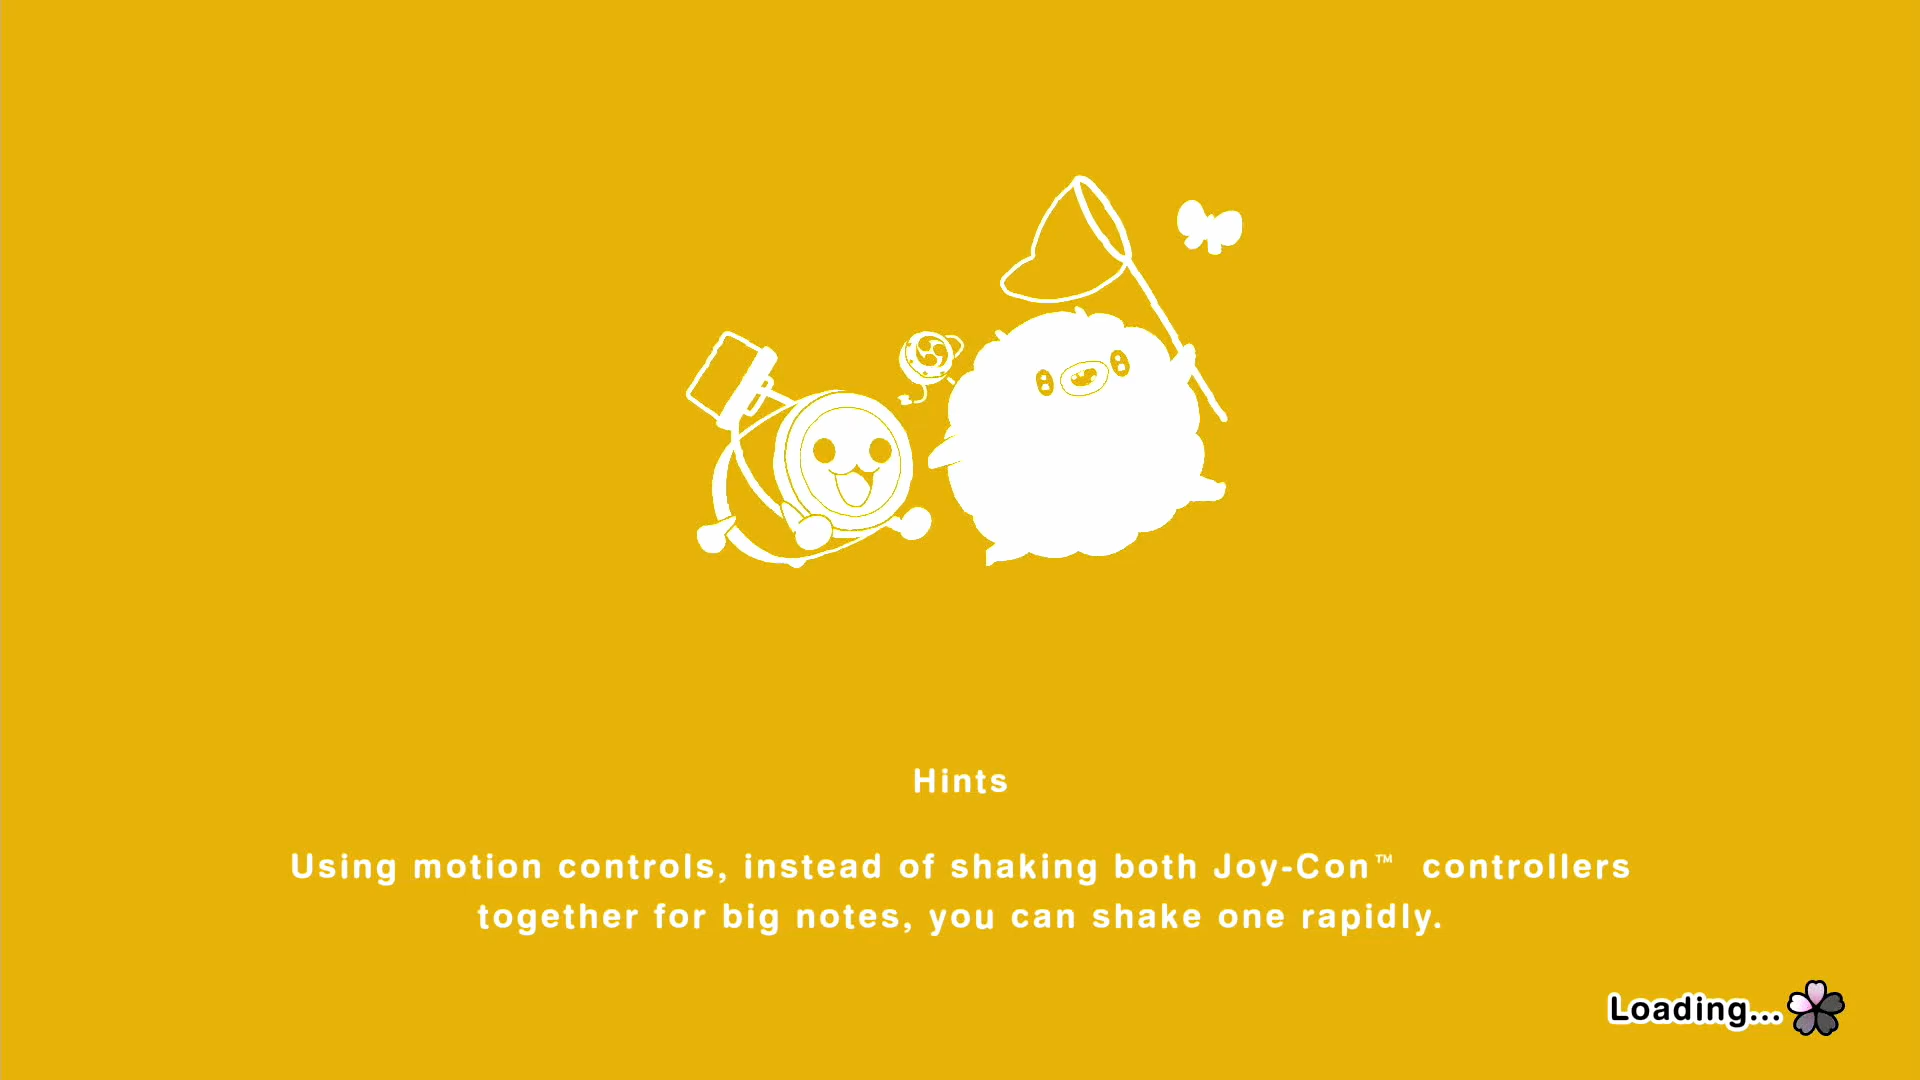 Hints
Using motion controls, instead of shaking both Joy-Con™ controllers
together for big notes, you can shake one rapidly.
Loading...